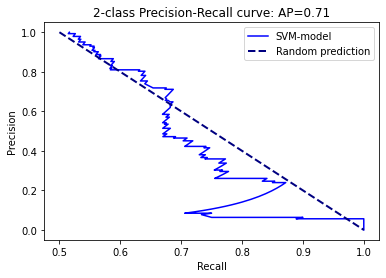 2-class Precision-Recall curve: AP=0.71
SVM-model
Random prediction
Precision
1.0
0.8
0.6
0.4
0.2
0.0
0.5 0.6 0.7 0.8 0.9 1.0
Recall